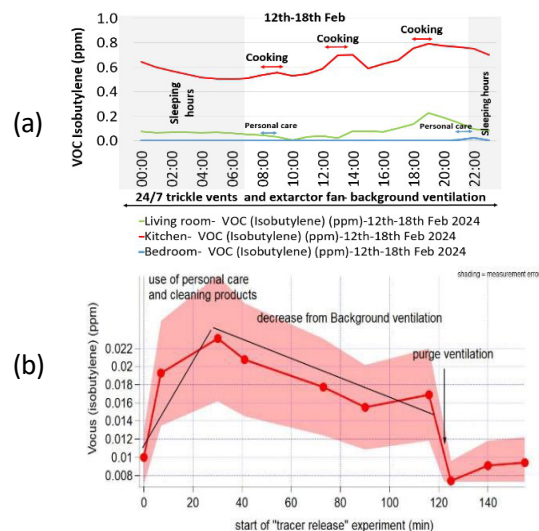 (a)
12th-18th Feb
VOC Isobutylene (ppm)
1.0
0.8
0.6
0.4
0.2
0.0
Cooking
Cooking
Cooking
Sleeping
hours
Personal care
Personal care
Sleeping hours
00:00
02:00
04:00
06:00
08:00
10:00
12:00
14:00
16:00
18:00
20:00
22:00
24/7 trickle vents and extarctor fan- background ventilation
Living room- VOC (Isobutylene) (ppm)-12th-18th Feb 2024
Kitchen- VOC (Isobutylene) (ppm)-12th-18th Feb 2024
Bedroom- VOC (Isobutylene) (ppm)-12th-18th Feb 2024
(b)
shading = measurement error
use of personal care
and cleaning products
decrease from Background ventilation
purge ventilation
Vocus (isobutylene) (ppm)
0.022
0.02
0.018
0.016
0.014
0.012
0.01
0.008
0
20
40
60
80
100
120
140
start of "tracer release" experiment (min)